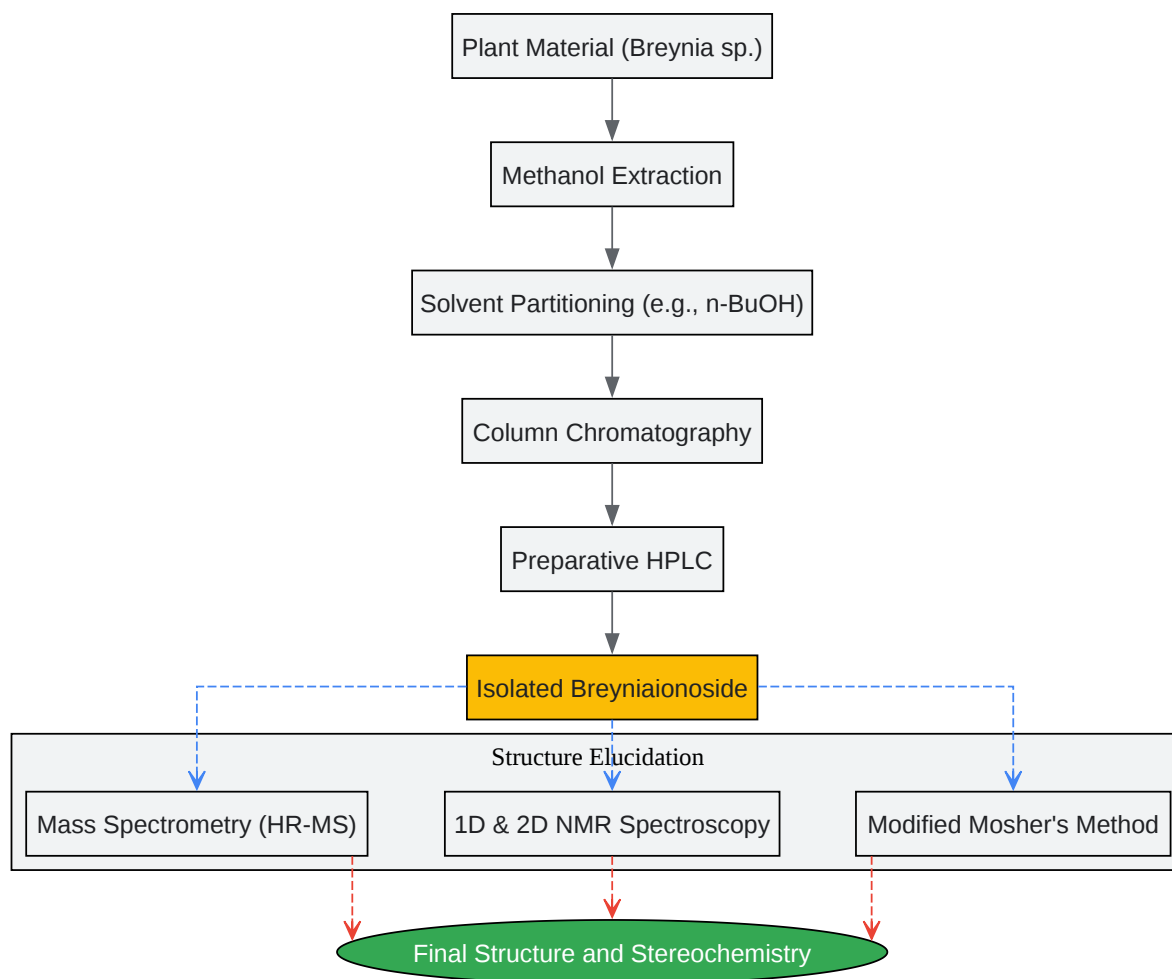 Plant Material (Breynia sp.)
Methanol Extraction
Solvent Partitioning (e.g., n-BuOH)
Column Chromatography
Preparative HPLC
Isolated Breyniaionoside
Structure Elucidation
Mass Spectrometry (HR-MS)
1D & 2D NMR Spectroscopy
Modified Mosher's Method
Final Structure and Stereochemistry